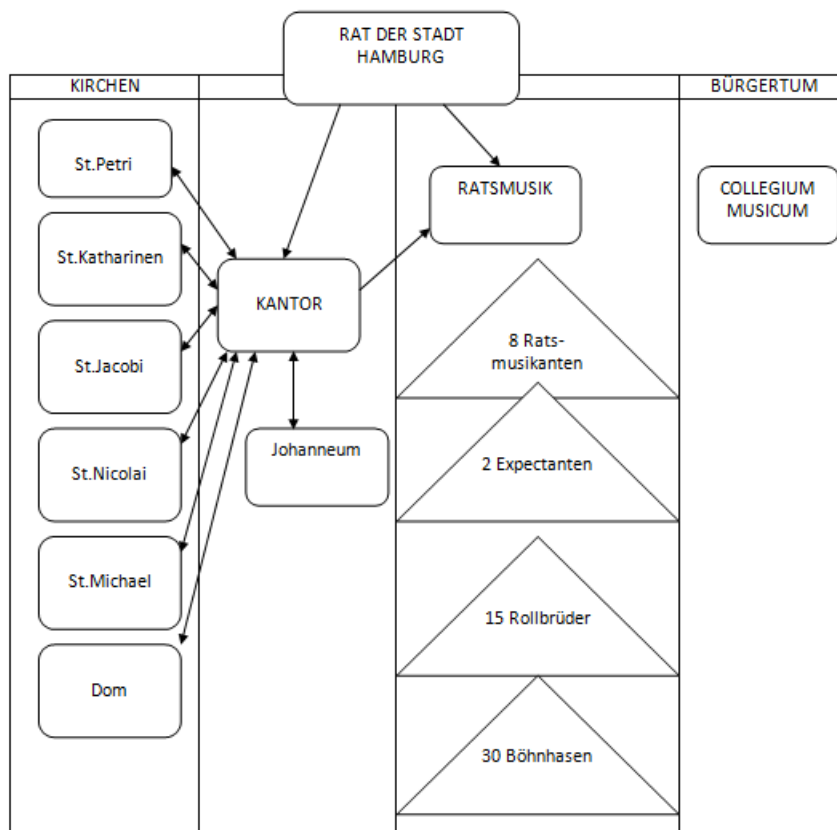 RAT DER STADT
HAMBURG
KIRCHEN
BÜRGERTUM
St.Petri
St.Katharinen
St.Jacobi
St.Nicolai
St.Michael
Dom
KANTOR
Johanneum
RATSMUSIK
8 Rats-
musikanten
2 Expectanten
15 Rollbrüder
30 Böhnhasen
COLLEGIUM
MUSICUM